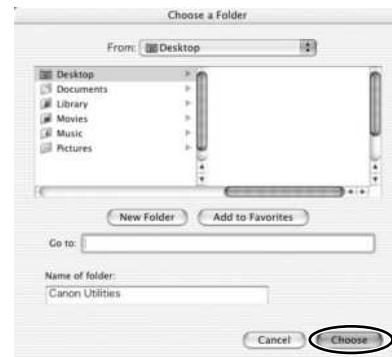 Choose a Folder
From: Desktop
Desktop
Documents
Library
Movies
Music
Pictures
New Folder
Add to Favorites
Go to:
Name of folder:
Canon Utilities
Cancel
Choose